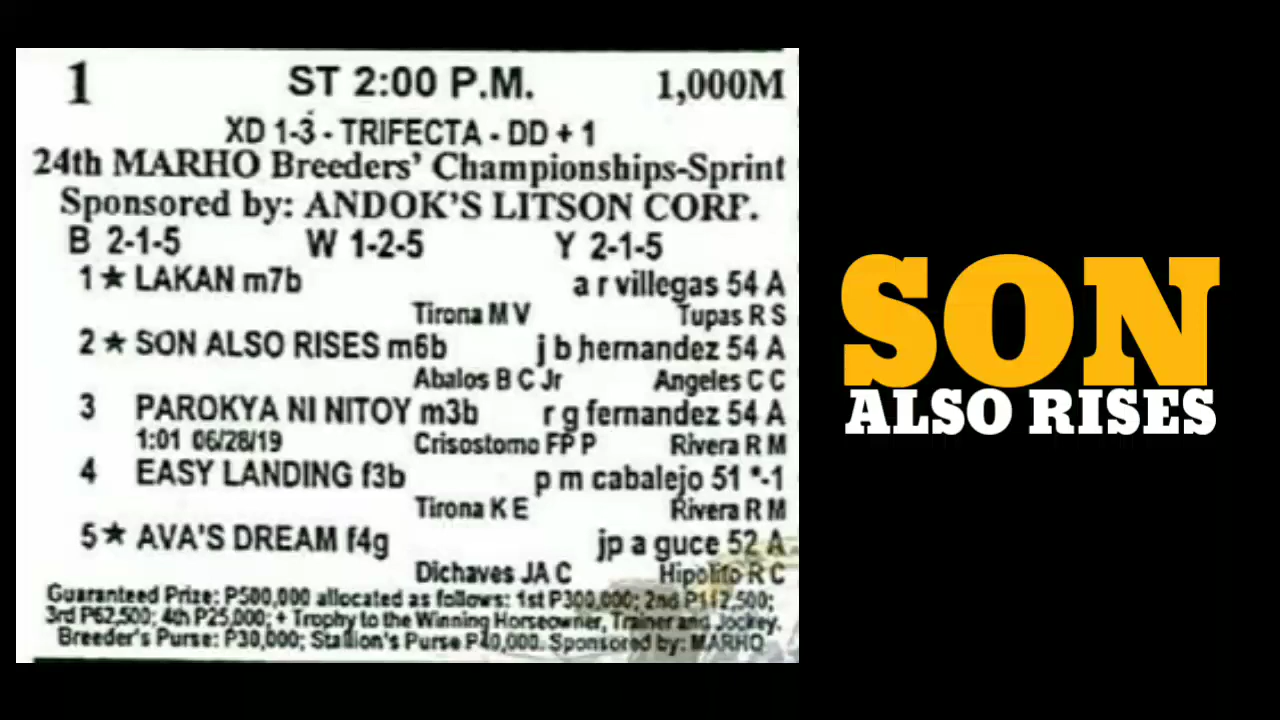 1 ST 2:00 P.M. 1,000M
XD 1-3 - TRIFECTA - DD + 1
24th MARHO Breeders' Championships-Sprint
Sponsored by: ANDOK'S LITSON CORP.
B 2-1-5 W 1-2-5 Y 2-1-5
1 ★ LAKAN m7b a r villegas 54 A
Tirona M V Tupas R S
2 ★ SON ALSO RISES m6b j b hernandez 54 A
Abalos B C Jr Angeles C C
3 PAROKYA NI NITOY m3b r g fernandez 54 A
1:01 06/28/19 Crisostomo FP P Rivera R M
4 EASY LANDING f3b p m cabalejo 51 *-1
Tirona K E Rivera R M
5 ★ AVA'S DREAM f4g jp a guce 52 A
Dichaves JA C Hipolito R C
Guaranteed Prize: P500,000 allocated as follows: 1st P300,000; 2nd P112,500;
3rd P62,500; 4th P25,000; + Trophy to the Winning Horseowner, Trainer and Jockey.
Breeder's Purse: P30,000; Stallion's Purse P40,000. Sponsored by: MARHO
SON
ALSO RISES